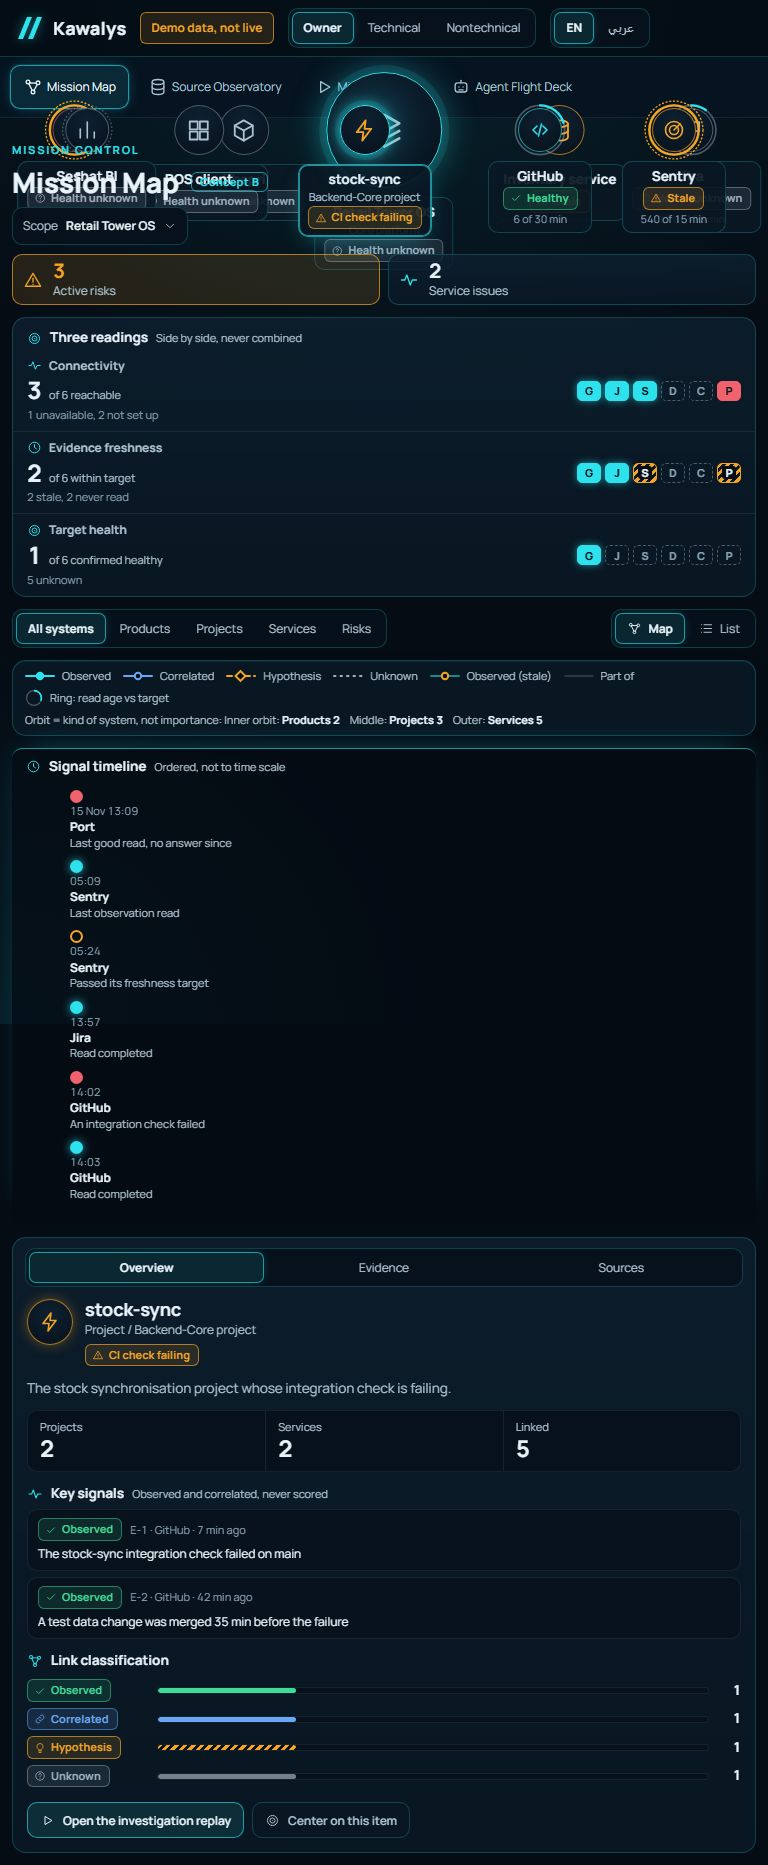 Kawalys
Demo data, not live
Owner
Technical
Nontechnical
EN
عربي
Mission Map
Source Observatory
Agent Flight Deck
MISSION CONTROL
Mission Map
Concept B
POS client
Health unknown
Health unknown
stock-sync
Backend-Core project
CI check failing
Health unknown
GitHub
Healthy
6 of 30 min
Sentry
Stale
540 of 15 min
Scope Retail Tower OS
3
Active risks
2
Service issues
Three readings Side by side, never combined
Connectivity
3 of 6 reachable
G J S D C P
1 unavailable, 2 not set up
Evidence freshness
2 of 6 within target
G J S D C P
2 stale, 2 never read
Target health
1 of 6 confirmed healthy
G J S D C P
5 unknown
All systems
Products
Projects
Services
Risks
Map
List
Observed
Correlated
Hypothesis
Unknown
Observed (stale)
Part of
Ring: read age vs target
Orbit = kind of system, not importance: Inner orbit: Products 2 Middle: Projects 3 Outer: Services 5
Signal timeline Ordered, not to time scale
15 Nov 13:09
Port
Last good read, no answer since
05:09
Sentry
Last observation read
05:24
Sentry
Passed its freshness target
13:57
Jira
Read completed
14:02
GitHub
An integration check failed
14:03
GitHub
Read completed
Overview
Evidence
Sources
stock-sync
Project / Backend-Core project
CI check failing
The stock synchronisation project whose integration check is failing.
Projects
2
Services
2
Linked
5
Key signals Observed and correlated, never scored
Observed E-1 · GitHub · 7 min ago
The stock-sync integration check failed on main
Observed E-2 · GitHub · 42 min ago
A test data change was merged 35 min before the failure
Link classification
Observed 1
Correlated 1
Hypothesis 1
Unknown 1
Open the investigation replay
Center on this item